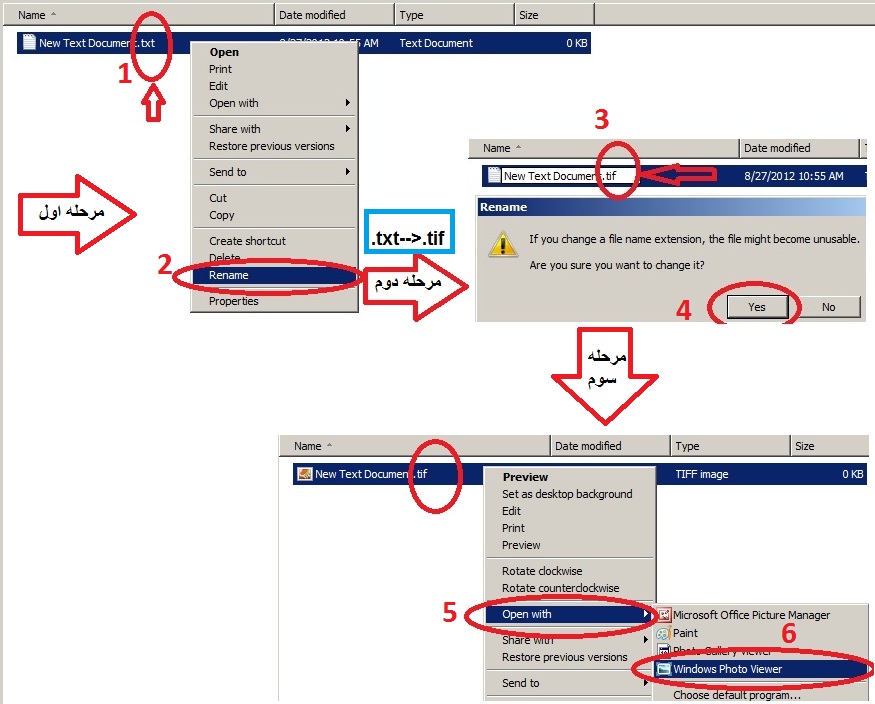 Name Date modified Type Size
New Text Document.txt 8/27/2012 10:55 AM Text Document 0 KB
1
Open
Print
Edit
Open with
Share with
Restore previous versions
Send to
Cut
Copy
Create shortcut
Delete
2
Rename
Properties
مرحله اول
.txt-->.tif
مرحله دوم
3
Name Date modified
New Text Document.tif 8/27/2012 10:55 AM
Rename
If you change a file name extension, the file might become unusable.
Are you sure you want to change it?
4
Yes No
مرحله
سوم
Name Date modified Type Size
New Text Document.tif TIFF image 0 KB
Preview
Set as desktop background
Edit
Print
Preview
Rotate clockwise
Rotate counterclockwise
5
Open with
Share with
Restore previous versions
Send to
Microsoft Office Picture Manager
Paint
6
Photo Gallery Viewer
Windows Photo Viewer
Choose default program...